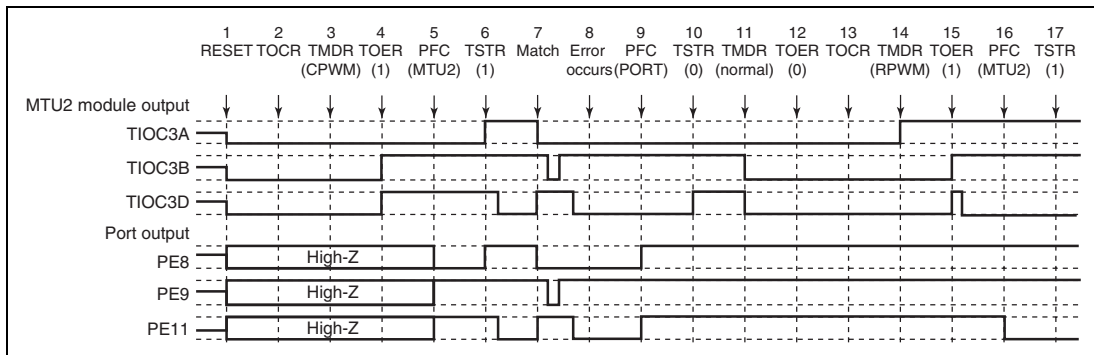 1 2 3 4 5 6 7 8 9 10 11 12 13 14 15 16 17
RESET TOCR TMDR TOER PFC TSTR Match Error PFC TSTR TMDR TOER TOCR TMDR TOER PFC TSTR
(CPWM) (1) (MTU2) (1) occurs (PORT) (0) (normal) (0) (RPWM) (1) (MTU2) (1)
MTU2 module output
TIOC3A
TIOC3B
TIOC3D
Port output
PE8 High-Z
PE9 High-Z
PE11 High-Z